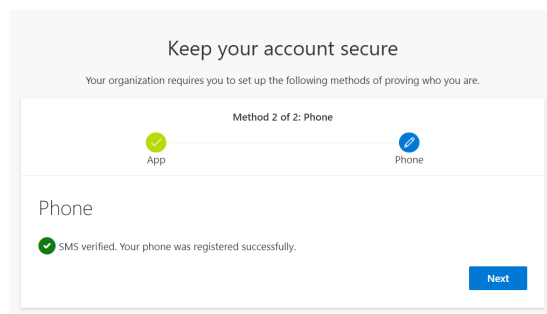 Keep your account secure
Your organization requires you to set up the following methods of proving who you are.
Method 2 of 2: Phone
App
Phone
Phone
SMS verified. Your phone was registered successfully.
Next